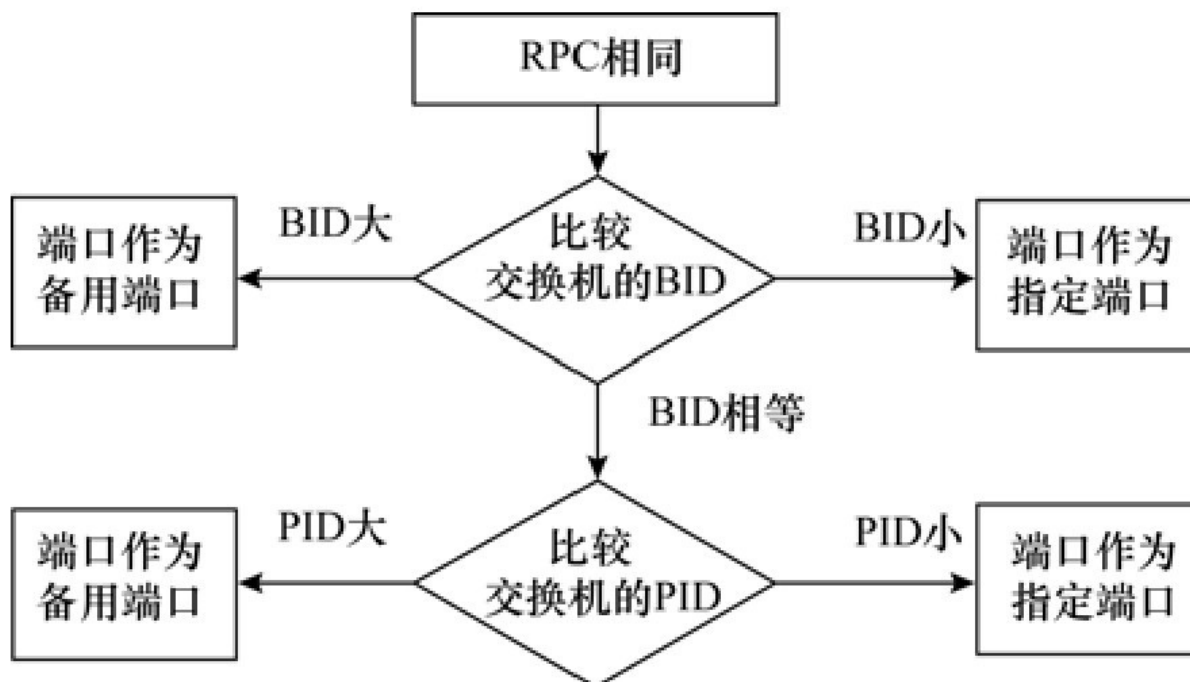 RPC相同
BID大
BID小
端口作为
备用端口
比较
交换机的BID
端口作为
指定端口
BID相等
PID大
PID小
端口作为
备用端口
比较
交换机的PID
端口作为
指定端口